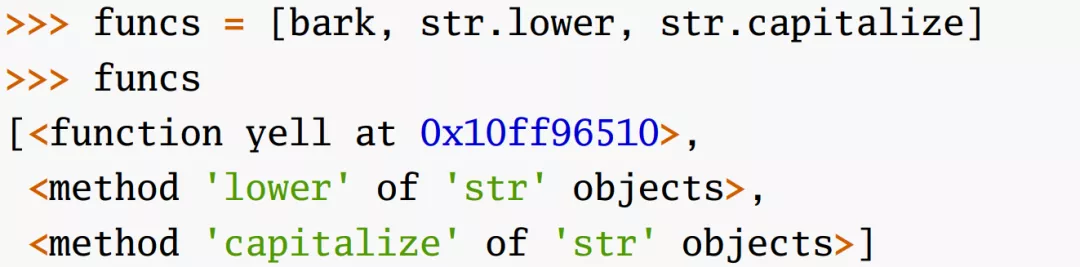 >>> funcs = [bark, str.lower, str.capitalize]
>>> funcs
[<function yell at 0x10ff96510>,
 <method 'lower' of 'str' objects>,
 <method 'capitalize' of 'str' objects>]